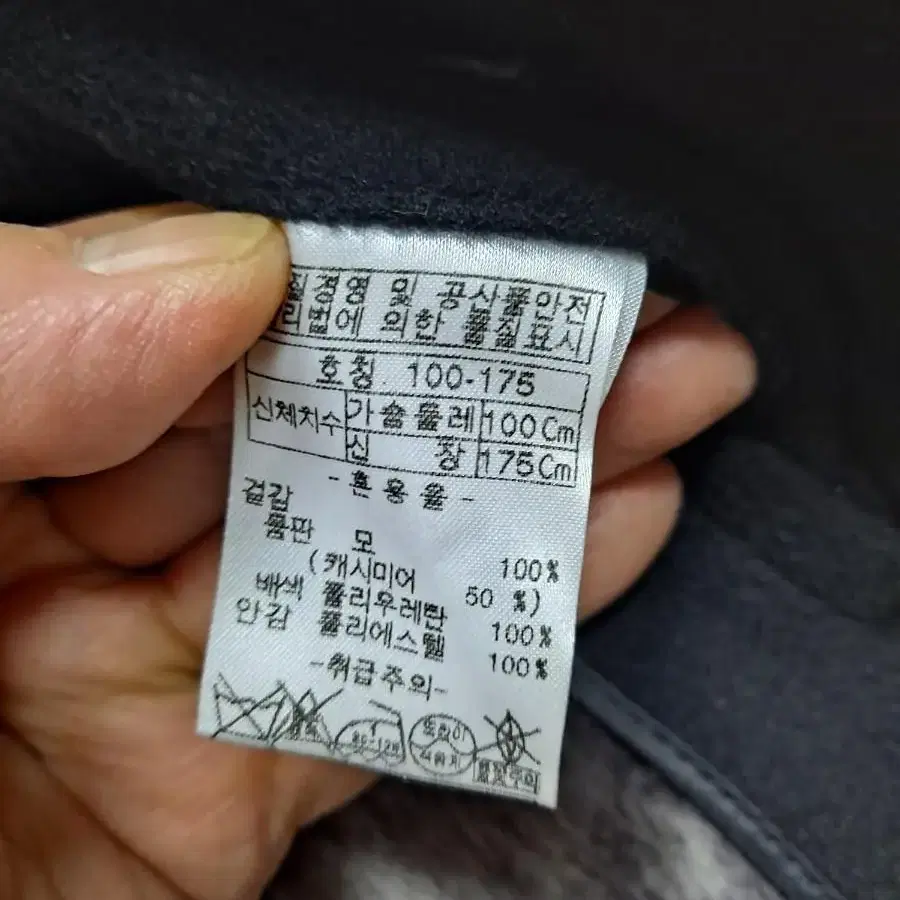 질경영 및 공산품안전
리법에 의한 품질표시
호칭. 100-175
신체치수 가슴둘레 100Cm
신장 175Cm
-혼용율-
겉감
몸판 모 100%
(캐시미어 50 %)
배색 폴리우레탄 100%
안감 폴리에스텔 100%
-취급주의-
드라이